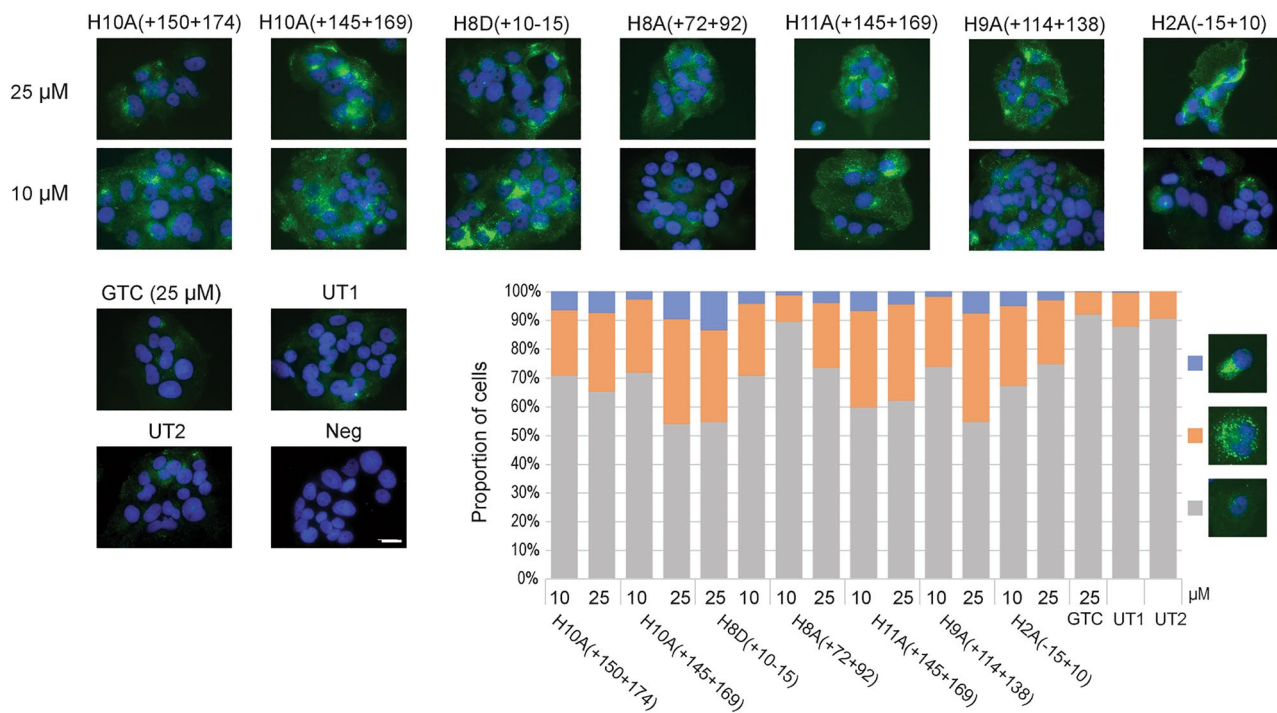 H10A(+150+174) H10A(+145+169) H8D(+10-15) H8A(+72+92) H11A(+145+169) H9A(+114+138) H2A(-15+10)
25 µM
10 µM
GTC (25 µM) UT1
UT2 Neg
Proportion of cells
100%
90%
80%
70%
60%
50%
40%
30%
20%
10%
0%
10 25 10 25 25 10 10 25 10 25 10 25 10 25 25 µM
GTC UT1 UT2
H10A(+150+174)
H10A(+145+169)
H8D(+10-15)
H8A(+72+92)
H11A(+145+169)
H9A(+114+138)
H2A(-15+10)